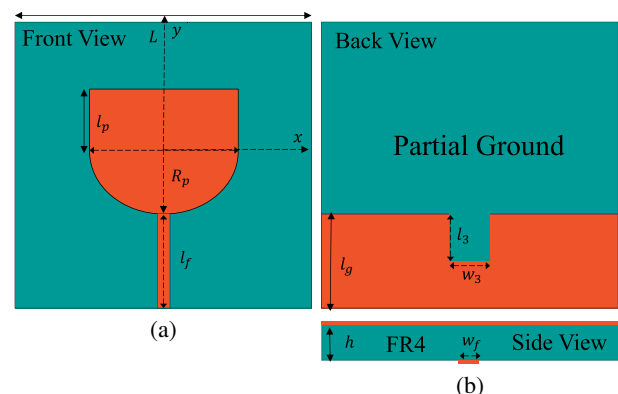 Front View
L
y
l_p
x
R_p
l_f
(a)
Back View
Partial Ground
l_3
l_g
w_3
h
FR4
w_f
Side View
(b)